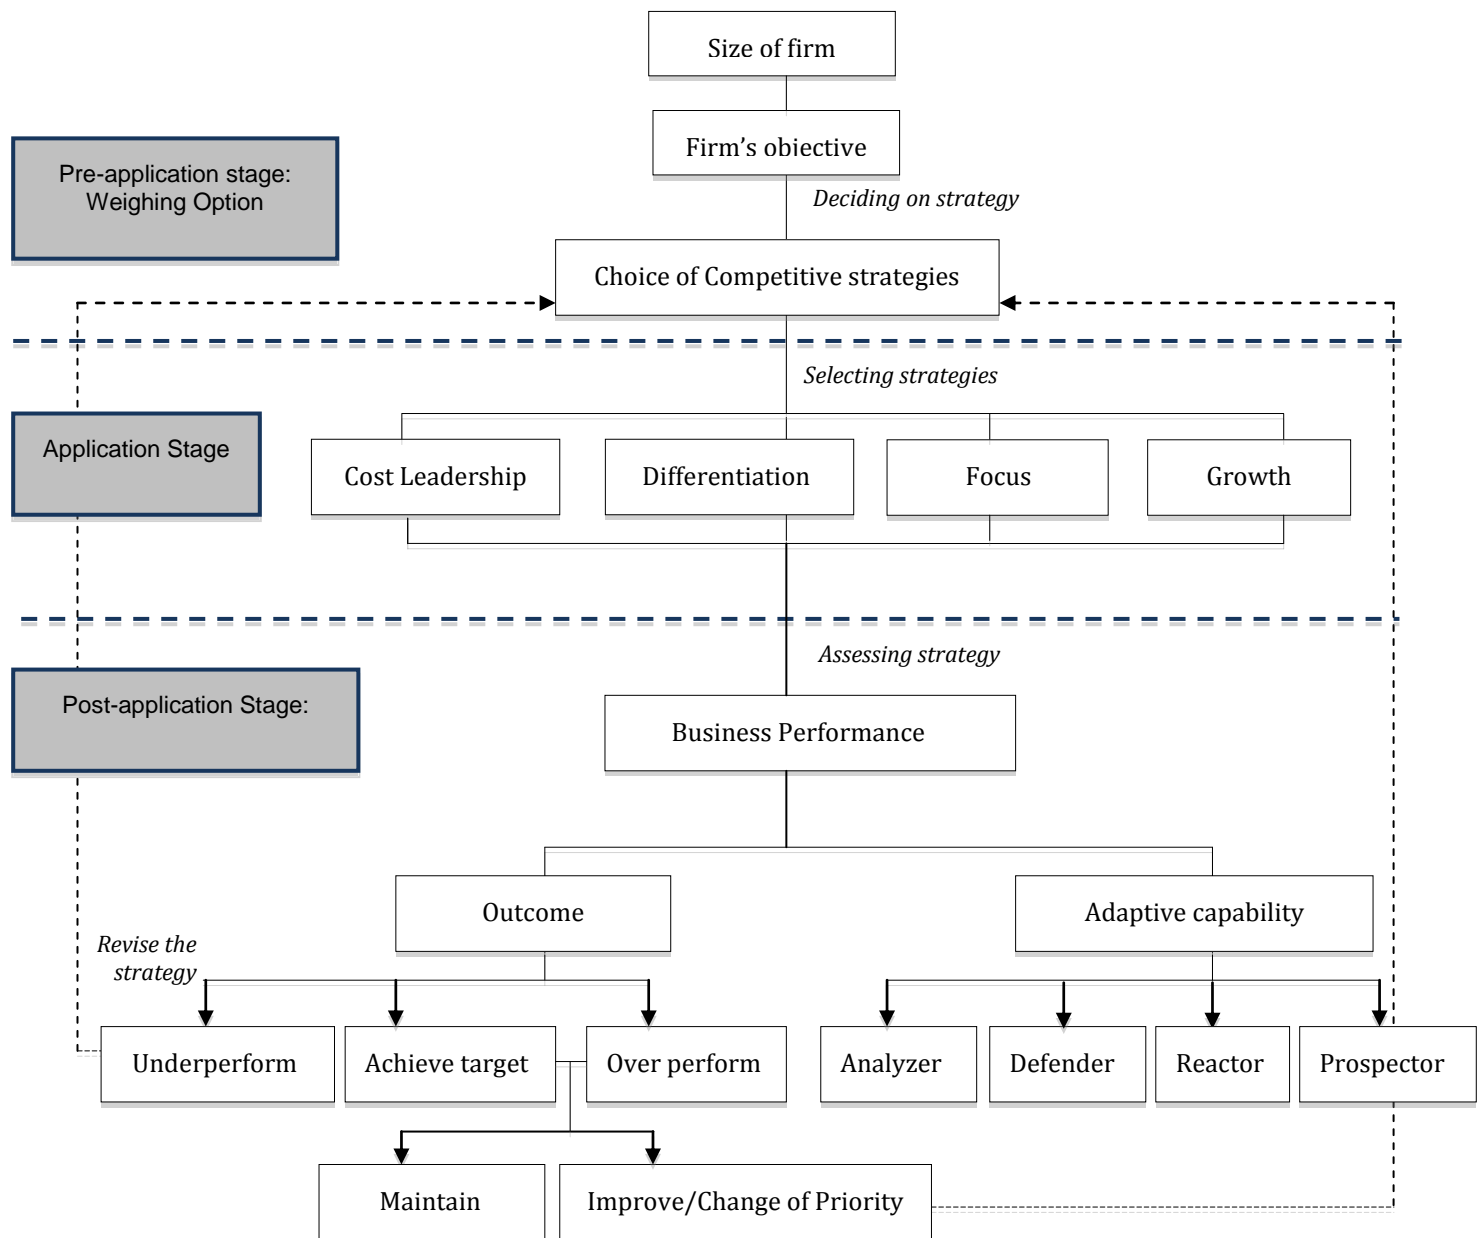 Size of firm
Firm's objective
Pre-application stage:
Weighing Option
Deciding on strategy
Choice of Competitive strategies
Selecting strategies
Application Stage
Cost Leadership
Differentiation
Focus
Growth
Assessing strategy
Post-application Stage:
Business Performance
Outcome
Adaptive capability
Revise the
strategy
Underperform
Achieve target
Over perform
Analyzer
Defender
Reactor
Prospector
Maintain
Improve/Change of Priority